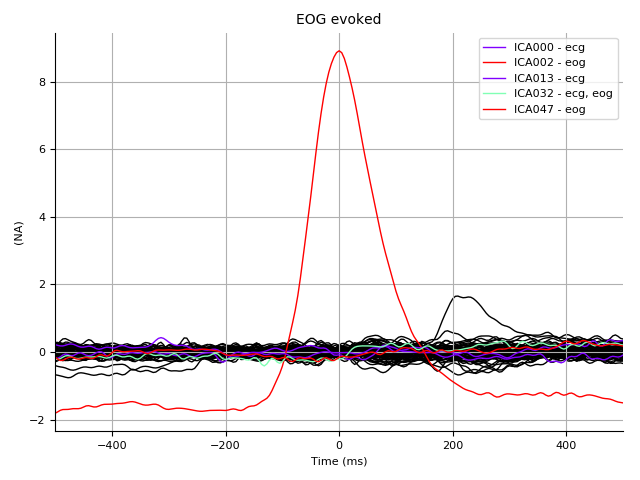 EOG evoked
ICA000 - ecg
ICA002 - eog
ICA013 - ecg
ICA032 - ecg, eog
ICA047 - eog
8
6
4
2
0
−2
(NA)
−400
−200
0
200
400
Time (ms)